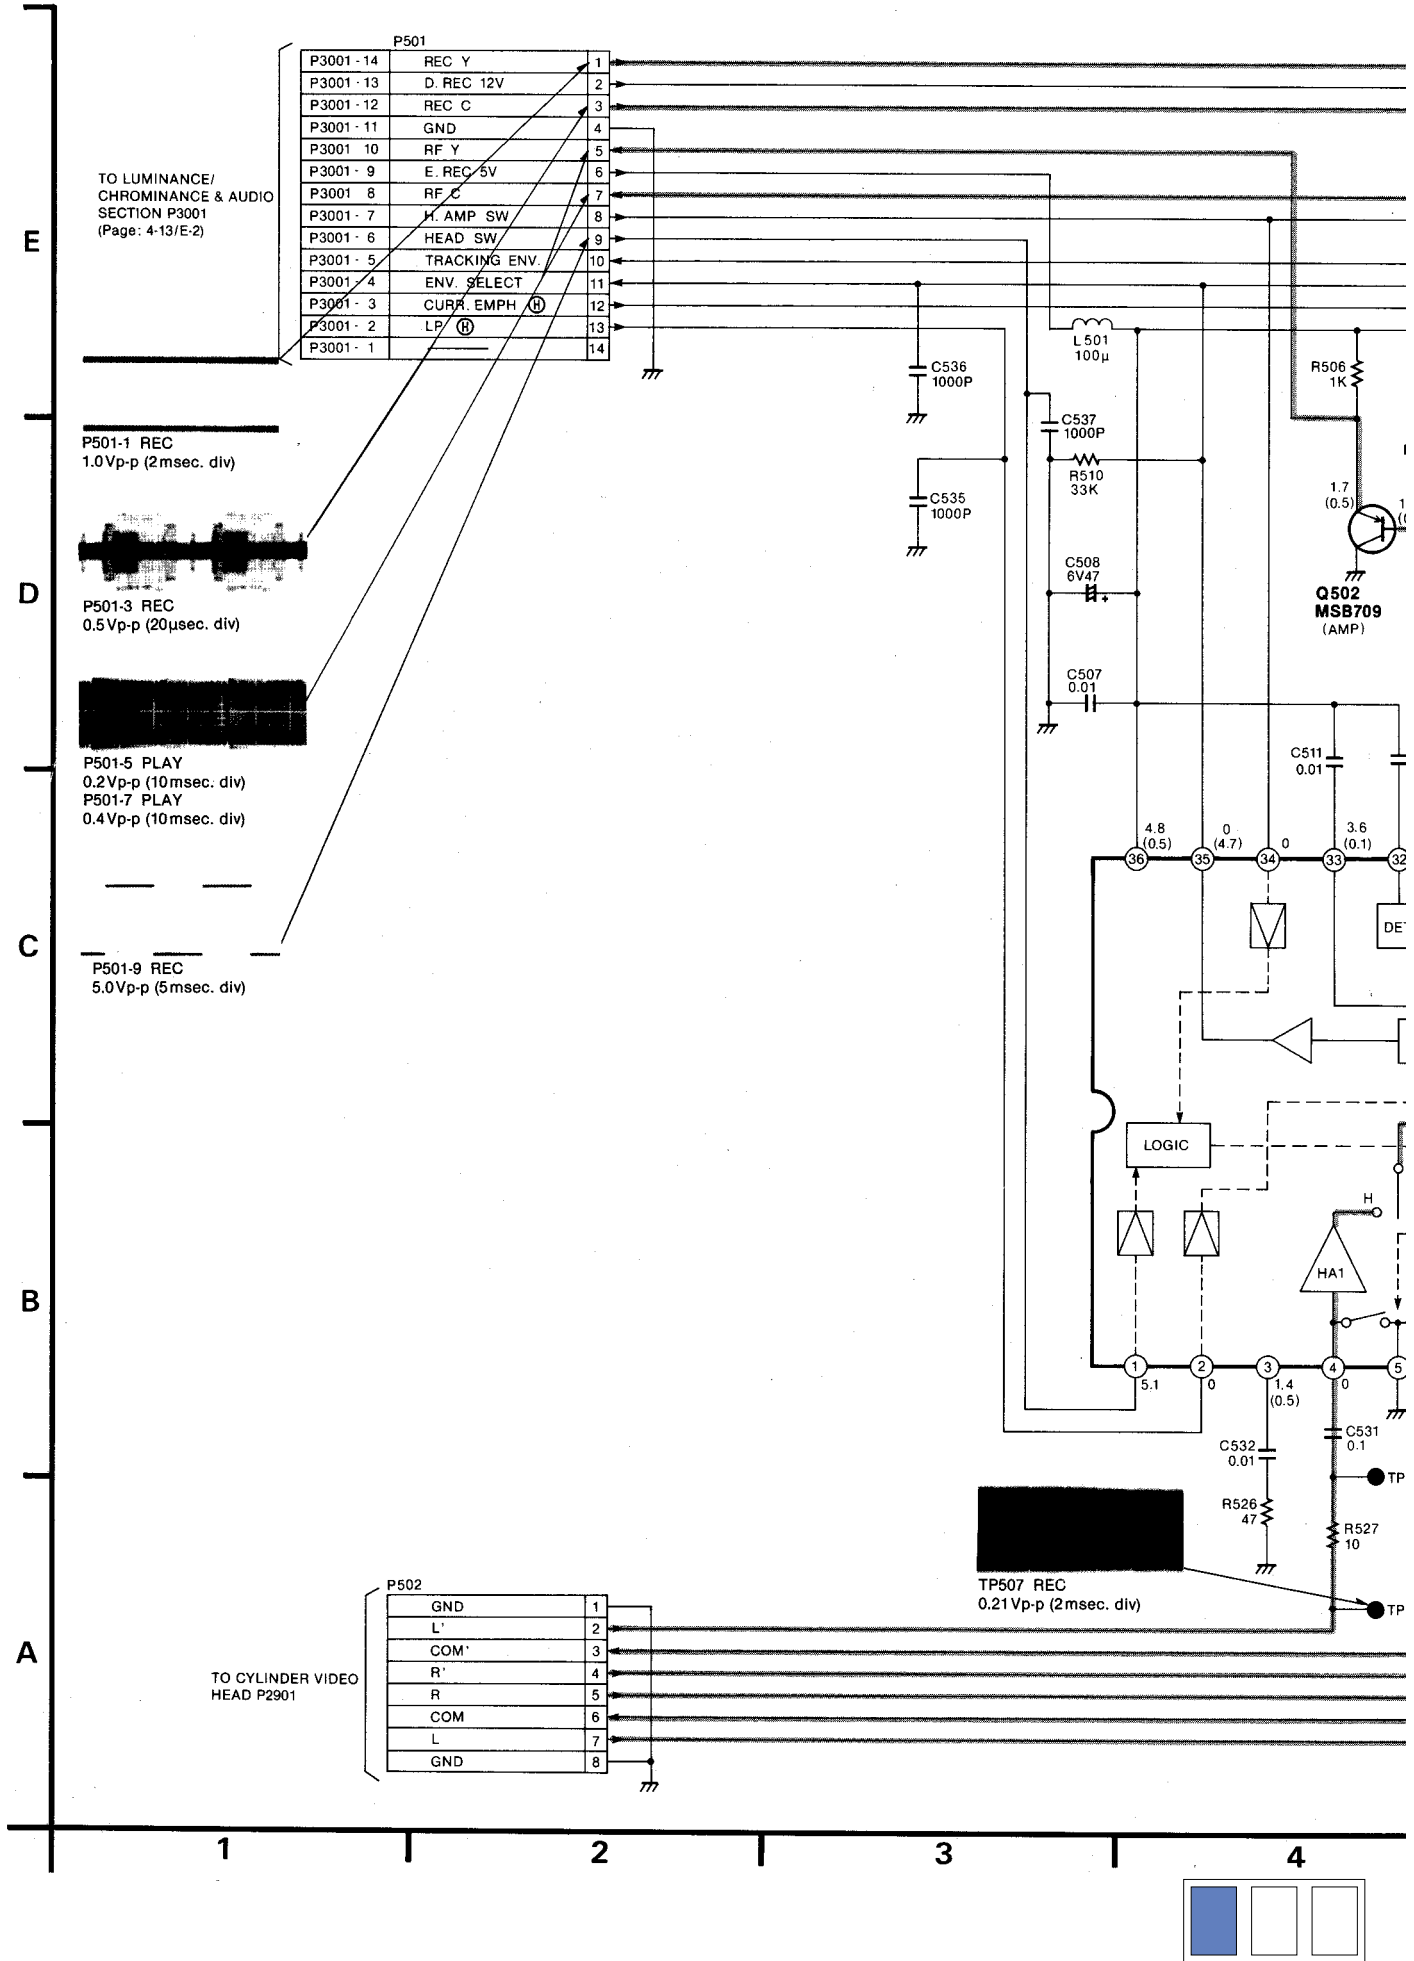 P501
P3001 - 14 REC Y 1
P3001 - 13 D. REC 12V 2
P3001 - 12 REC C 3
P3001 - 11 GND 4
P3001 10 RF Y 5
P3001 - 9 E. REC 5V 6
P3001 8 RF C 7
P3001 - 7 H. AMP SW 8
P3001 - 6 HEAD SW 9
P3001 - 5 TRACKING ENV. 10
P3001 - 4 ENV. SELECT 11
P3001 - 3 CURR. EMPH Ⓗ 12
P3001 - 2 LP Ⓗ 13
P3001 - 1 14
TO LUMINANCE/
CHROMINANCE & AUDIO
SECTION P3001
(Page: 4-13/E-2)
E
P501-1 REC
1.0Vp-p (2msec. div)
D
P501-3 REC
0.5Vp-p (20µsec. div)
P501-5 PLAY
0.2Vp-p (10msec. div)
P501-7 PLAY
0.4Vp-p (10msec. div)
C
P501-9 REC
5.0Vp-p (5msec. div)
B
A
C536
1000P
C535
1000P
L501
100µ
C537
1000P
R510
33K
C508
6V47
+
C507
0.01
R506
1K
1.7
(0.5)
Q502
MSB709
(AMP)
C511
0.01
4.8
(0.5)
0
(4.7)
0
3.6
(0.1)
36 35 34 33 32
DE
LOGIC
H
HA1
1 2 3 4 5
5.1
0
1.4
(0.5)
0
C532
0.01
C531
0.1
TP
R526
47
R527
10
TP507 REC
0.21Vp-p (2msec. div)
TP
P502
GND 1
L' 2
COM' 3
R' 4
R 5
COM 6
L 7
GND 8
TO CYLINDER VIDEO
HEAD P2901
1 2 3 4